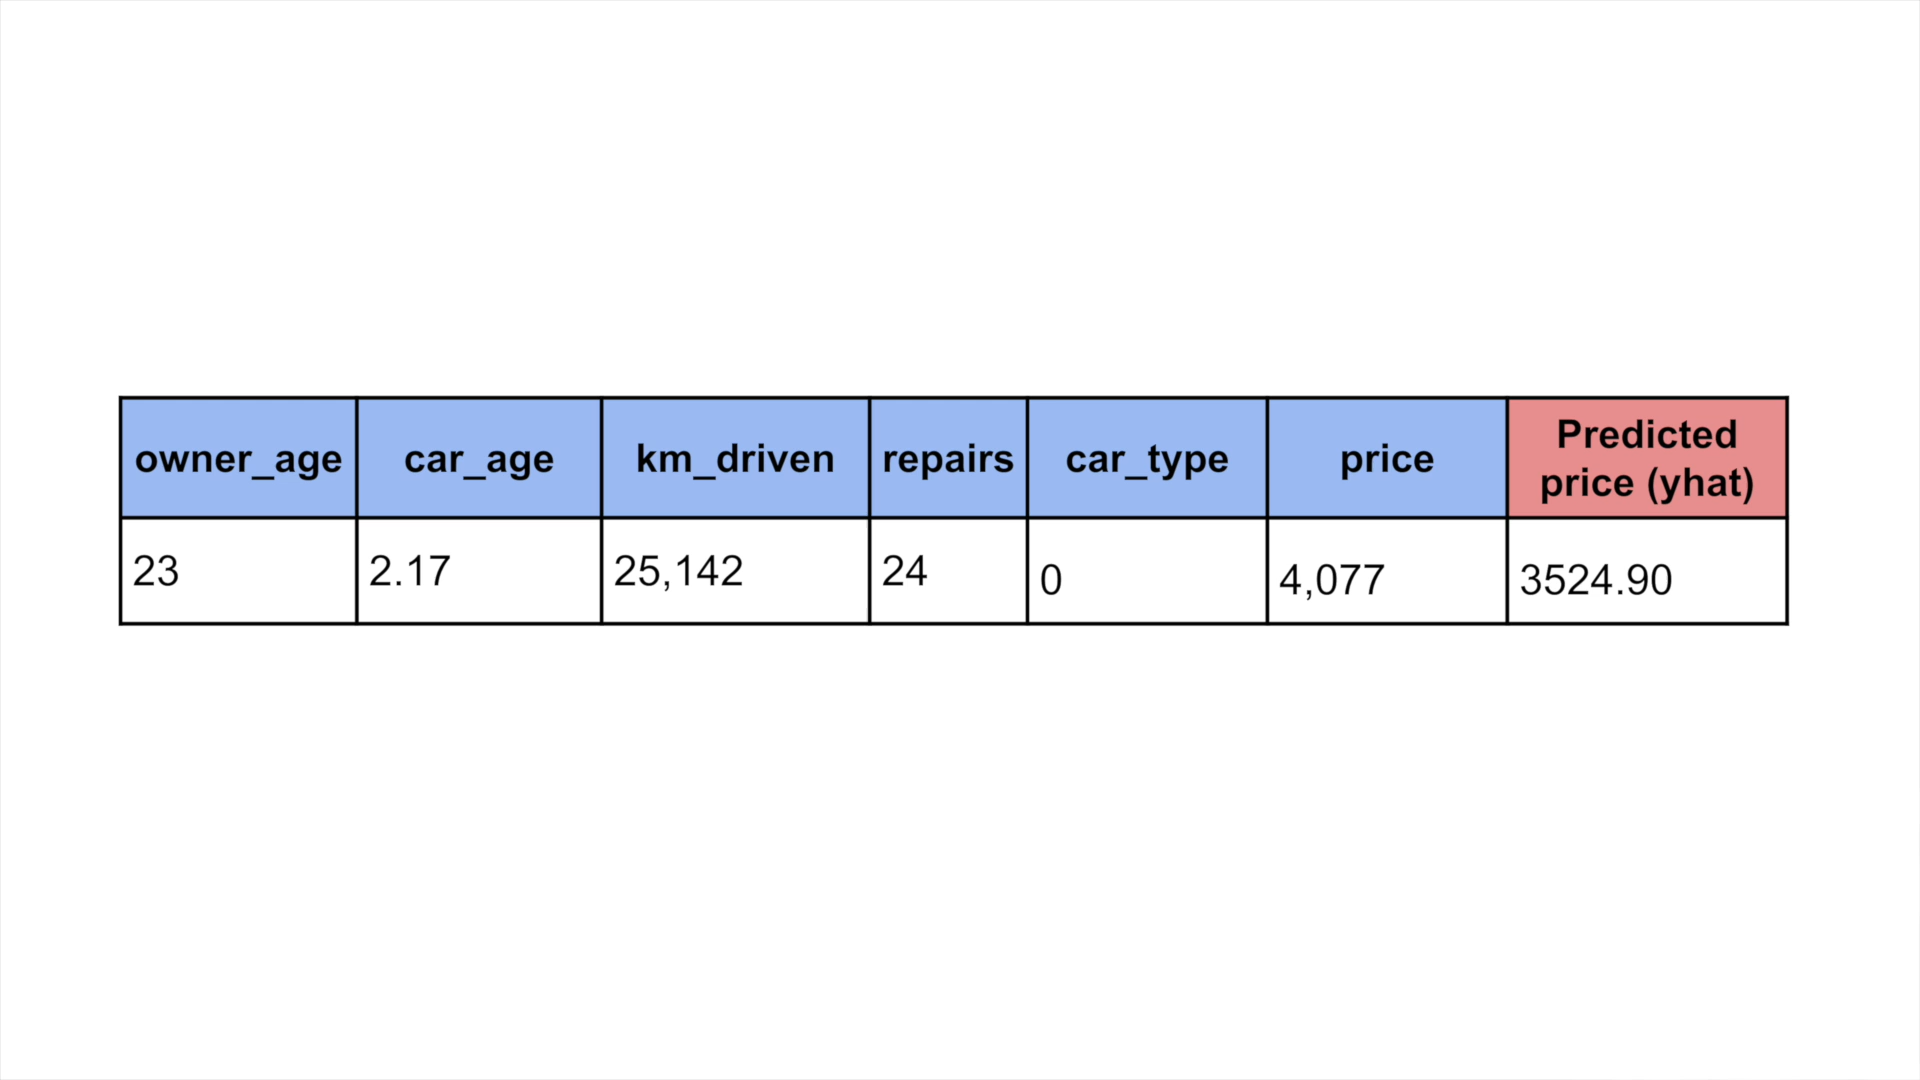 owner_age car_age km_driven repairs car_type price Predicted price (yhat)
23 2.17 25,142 24 0 4,077 3524.90